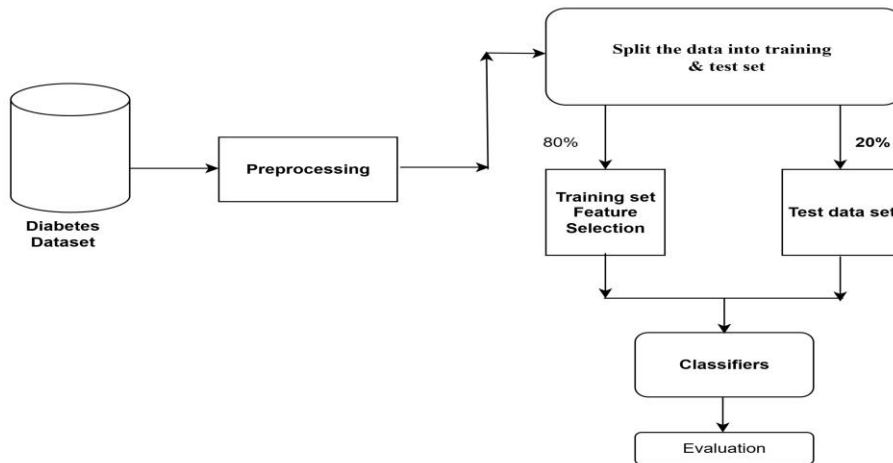 Split the data into training
& test set
80%
20%
Preprocessing
Training set
Feature
Selection
Test data set
Diabetes
Dataset
Classifiers
Evaluation